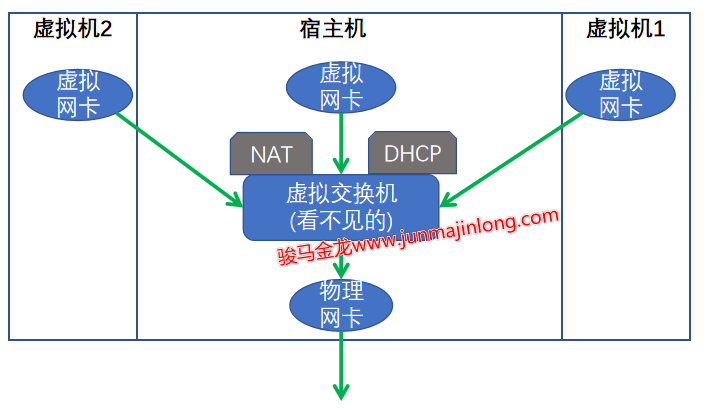 虚拟机2
宿主机
虚拟机1
虚拟
网卡
虚拟
网卡
虚拟
网卡
NAT
DHCP
虚拟交换机
(看不见的)
骏马金龙www.junmajinlong.com
物理
网卡